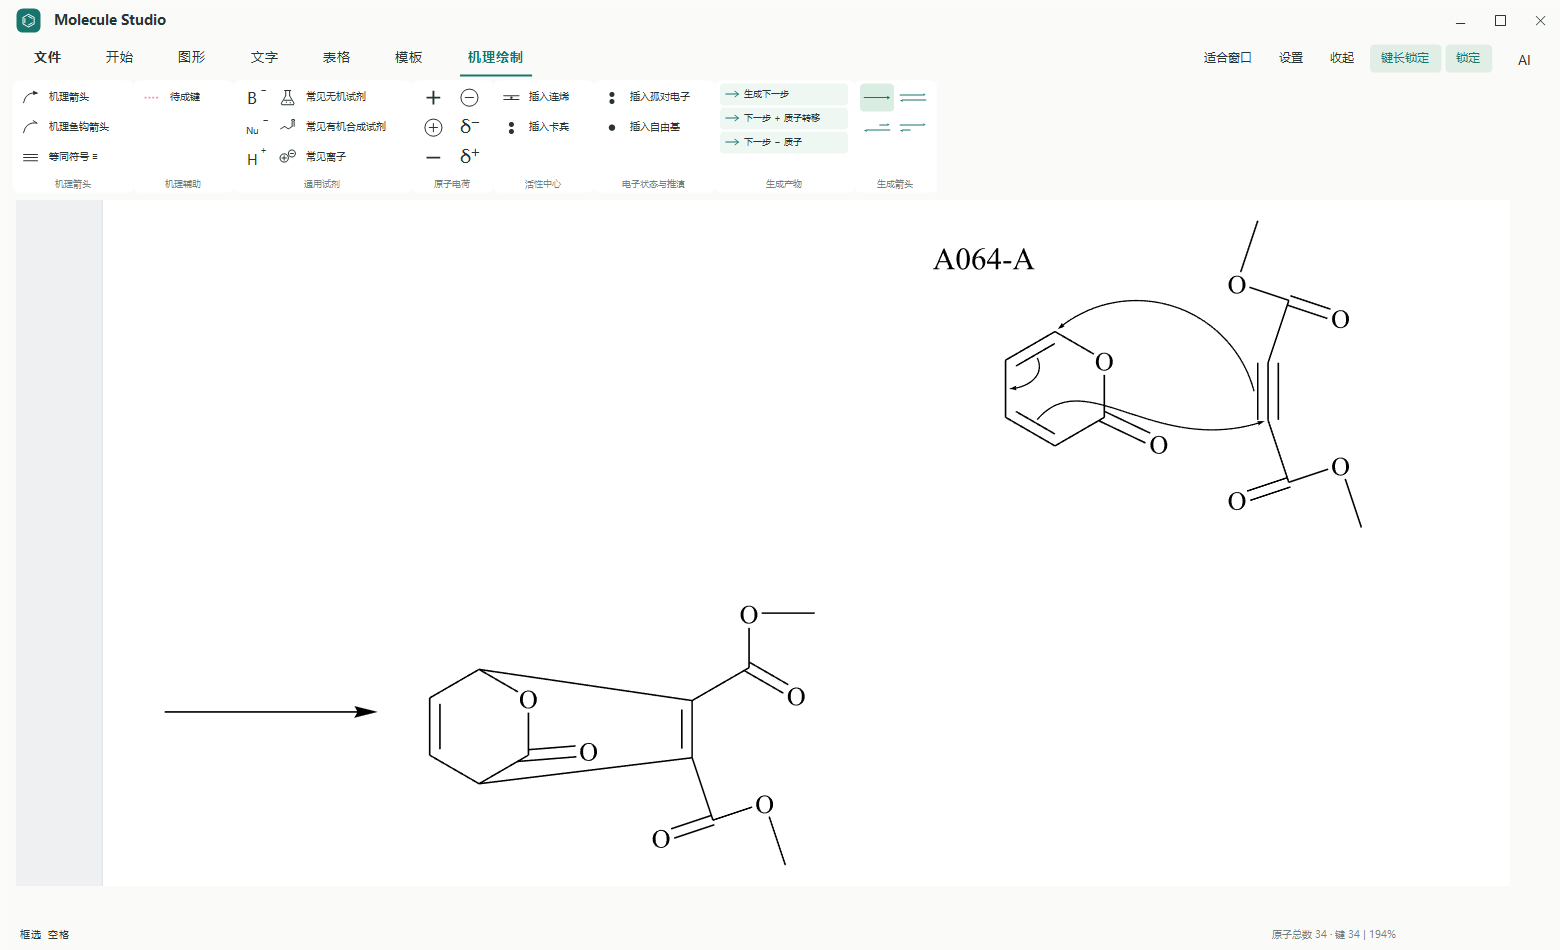 Molecule Studio
文件 开始 图形 文字 表格 模板 机理绘制 适合窗口 设置 收起 键长锁定 锁定 AI
机理箭头 待成键 B⁻ 常见无机试剂 + ⊖ 插入连烯 插入孤对电子 生成下一步
机理鱼钩箭头 Nu⁻ 常见有机合成试剂 ⊕ δ⁻ 插入卡宾 插入自由基 下一步 + 质子转移
等同符号 ≡ H⁺ 常见离子 − δ⁺ 下一步 − 质子
机理箭头 机理辅助 通用试剂 原子电荷 活性中心 电子状态与推演 生成产物 生成箭头
A064-A
O
O
O
O
O
O
O
O
O
O
O
O
框选 空格 原子总数 34 · 键 34 | 194%